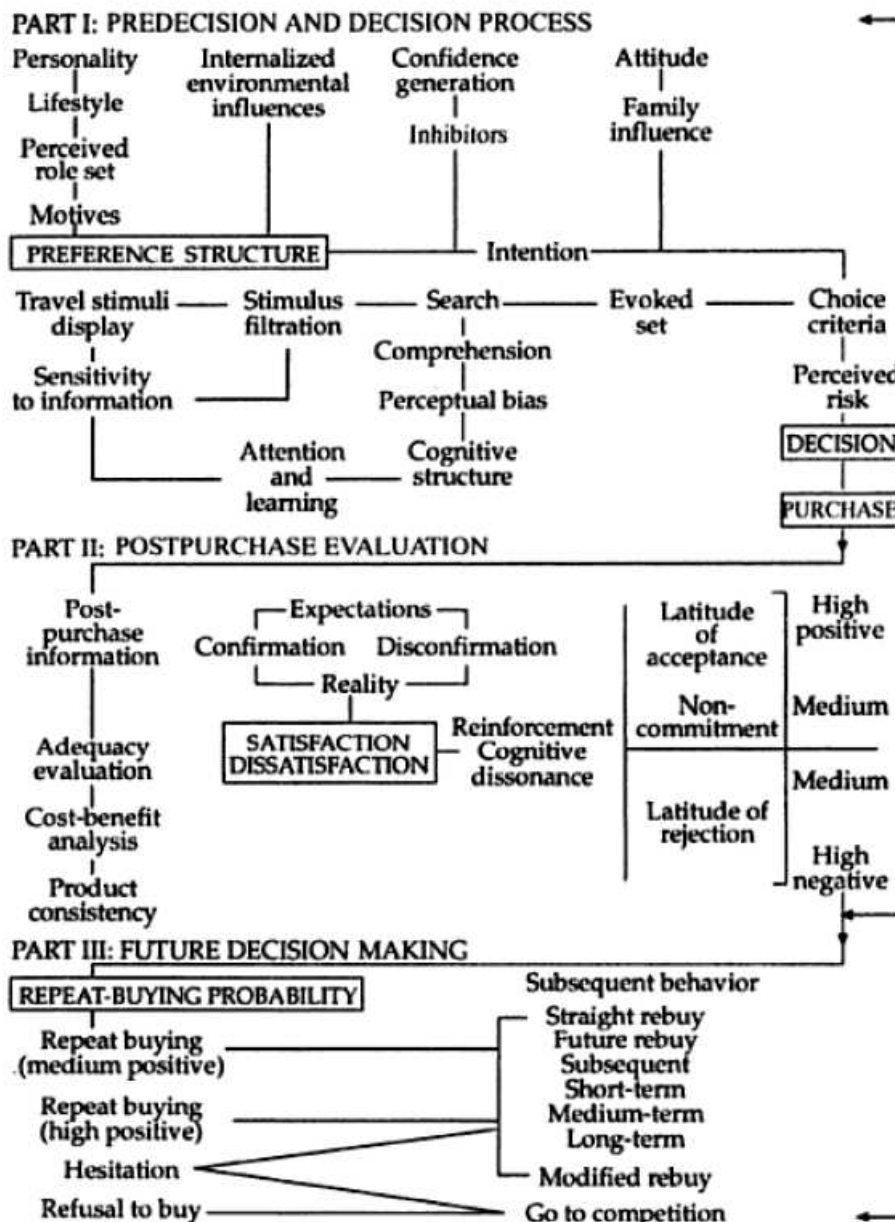 PART I: PREDECISION AND DECISION PROCESS
Personality
Lifestyle
Perceived
role set
Motives
Internalized
environmental
influences
Confidence
generation
Inhibitors
Attitude
Family
influence
PREFERENCE STRUCTURE
Intention
Travel stimuli
display
Stimulus
filtration
Search
Evoked
set
Choice
criteria
Sensitivity
to information
Comprehension
Perceptual bias
Cognitive
structure
Attention
and
learning
Perceived
risk
DECISION
PURCHASE
PART II: POSTPURCHASE EVALUATION
Post-
purchase
information
Adequacy
evaluation
Cost-benefit
analysis
Product
consistency
Expectations
Confirmation
Disconfirmation
Reality
SATISFACTION
DISSATISFACTION
Reinforcement
Cognitive
dissonance
Latitude
of
acceptance
Non-
commitment
Latitude of
rejection
High
positive
Medium
Medium
High
negative
PART III: FUTURE DECISION MAKING
REPEAT-BUYING PROBABILITY
Repeat buying
(medium positive)
Repeat buying
(high positive)
Hesitation
Refusal to buy
Subsequent behavior
Straight rebuy
Future rebuy
Subsequent
Short-term
Medium-term
Long-term
Modified rebuy
Go to competition